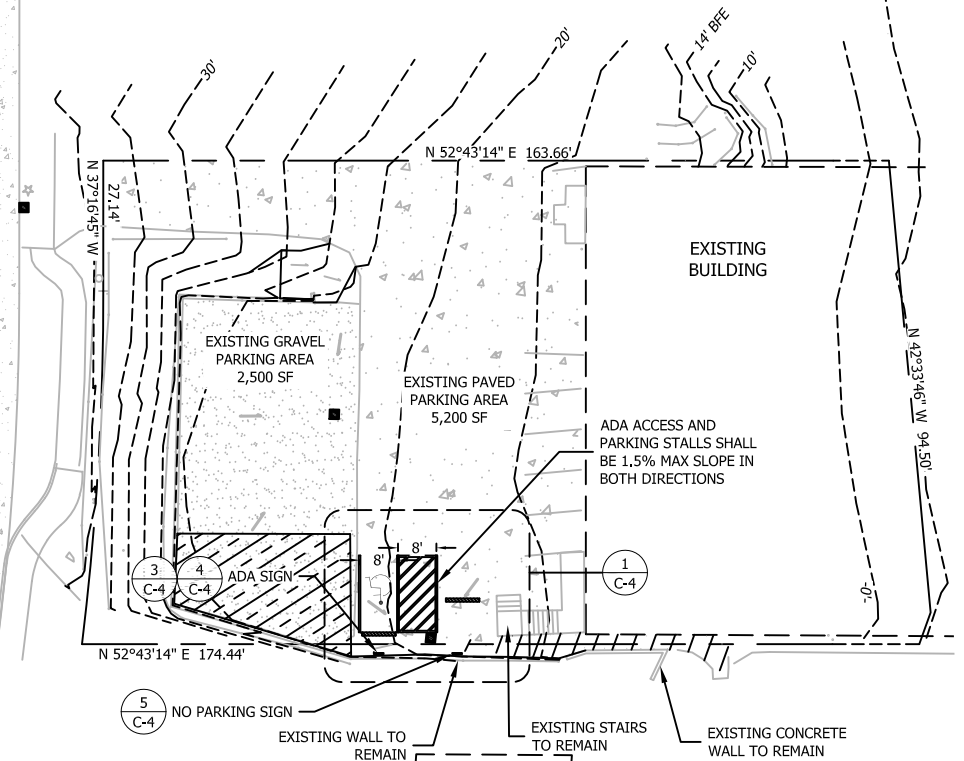 14' BFE
20'
30'
10'
N 52°43'14" E 163.66'
N 37°16'45" W
27.14'
EXISTING
BUILDING
EXISTING GRAVEL
PARKING AREA
2,500 SF
EXISTING PAVED
PARKING AREA
5,200 SF
N 42°33'46" W 94.50'
ADA ACCESS AND
PARKING STALLS SHALL
BE 1.5% MAX SLOPE IN
BOTH DIRECTIONS
8'
8'
3
C-4
4
C-4
ADA SIGN
1
C-4
-0-
N 52°43'14" E 174.44'
5
C-4
NO PARKING SIGN
EXISTING WALL TO
REMAIN
EXISTING STAIRS
TO REMAIN
EXISTING CONCRETE
WALL TO REMAIN